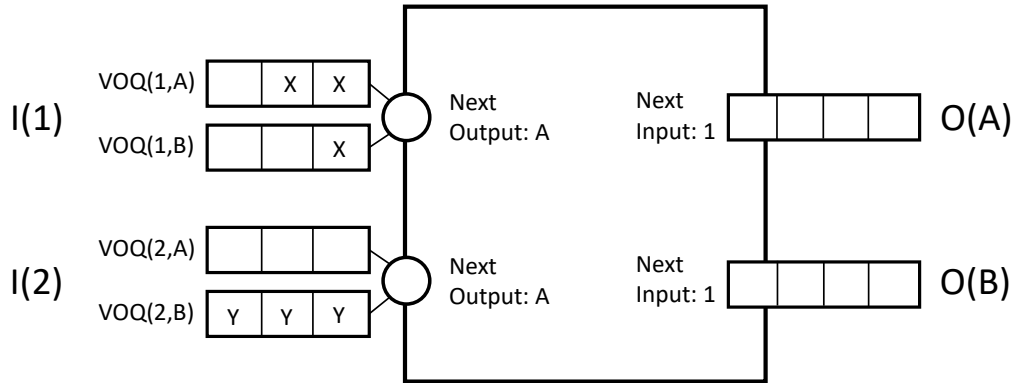 I(1)
VOQ(1,A)
X X
VOQ(1,B)
X
Next
Output: A
Next
Input: 1
O(A)
I(2)
VOQ(2,A)
VOQ(2,B)
Y Y Y
Next
Output: A
Next
Input: 1
O(B)